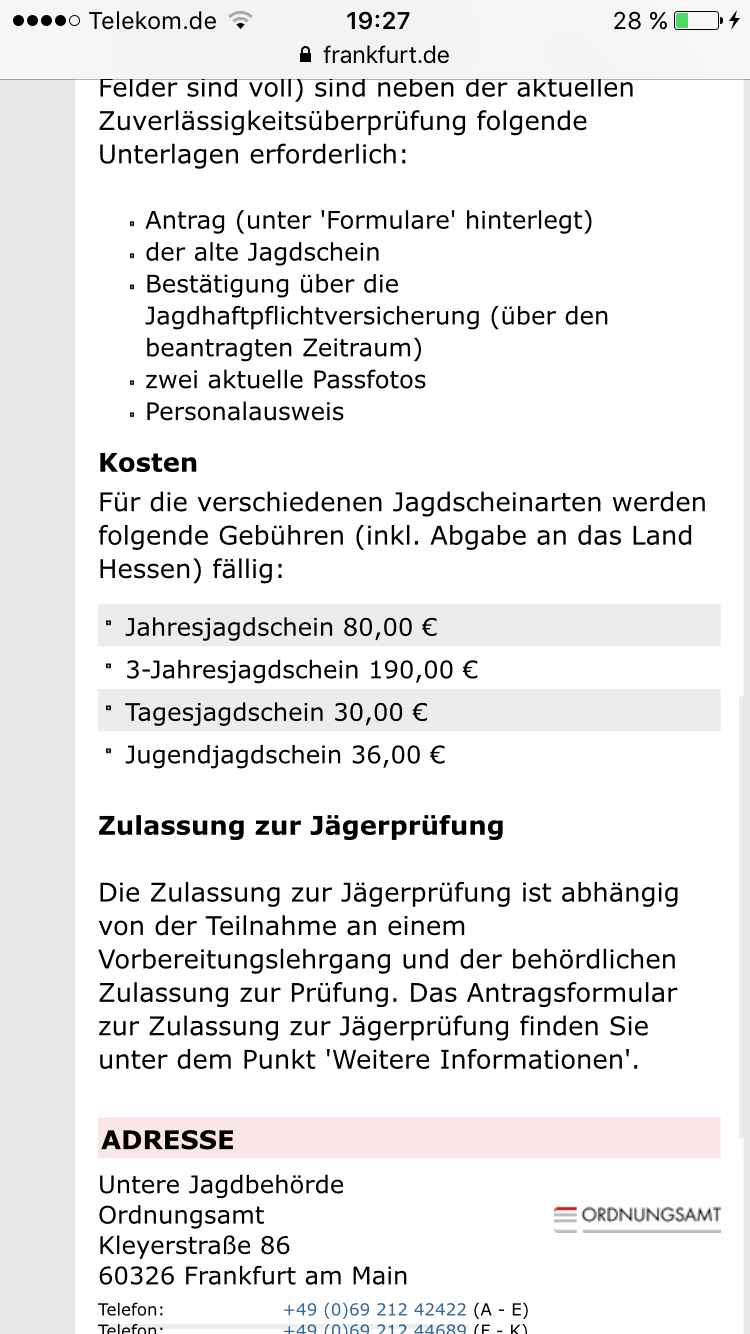 Telekom.de 19:27 28 %
frankfurt.de
Felder sind voll) sind neben der aktuellen
Zuverlässigkeitsüberprüfung folgende
Unterlagen erforderlich:
Antrag (unter 'Formulare' hinterlegt)
der alte Jagdschein
Bestätigung über die
Jagdhaftpflichtversicherung (über den
beantragten Zeitraum)
zwei aktuelle Passfotos
Personalausweis
Kosten
Für die verschiedenen Jagdscheinarten werden
folgende Gebühren (inkl. Abgabe an das Land
Hessen) fällig:
Jahresjagdschein 80,00 €
3-Jahresjagdschein 190,00 €
Tagesjagdschein 30,00 €
Jugendjagdschein 36,00 €
Zulassung zur Jägerprüfung
Die Zulassung zur Jägerprüfung ist abhängig
von der Teilnahme an einem
Vorbereitungslehrgang und der behördlichen
Zulassung zur Prüfung. Das Antragsformular
zur Zulassung zur Jägerprüfung finden Sie
unter dem Punkt 'Weitere Informationen'.
ADRESSE
Untere Jagdbehörde
Ordnungsamt
ORDNUNGSAMT
Kleyerstraße 86
60326 Frankfurt am Main
Telefon: +49 (0)69 212 42422 (A - E)
Telefon: +49 (0)69 212 44689 (F - K)